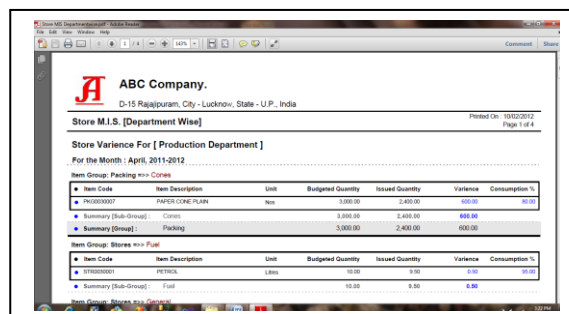 Store MIS Departmentwise.pdf - Adobe Reader
File Edit View Window Help
1 / 4 142% Comment Share
A ABC Company.
D-15 Rajajipuram, City - Lucknow, State - U.P., India
Printed On : 10/02/2012
Store M.I.S. [Department Wise] Page 1 of 4
Store Varience For [ Production Department ]
For the Month : April, 2011-2012
Item Group: Packing =>> Cones
Item Code Item Description Unit Budgeted Quantity Issued Quantity Varience Consumption %
PKG0030007 PAPER CONE PLAIN Nos 3,000.00 2,400.00 600.00 80.00
Summary [Sub-Group] : Cones 3,000.00 2,400.00 600.00
Summary [Group] : Packing 3,000.00 2,400.00 600.00
Item Group: Stores =>> Fuel
Item Code Item Description Unit Budgeted Quantity Issued Quantity Varience Consumption %
STR0030001 PETROL Litres 10.00 9.50 0.50 95.00
Summary [Sub-Group] : Fuel 10.00 9.50 0.50
Item Group: Stores =>> General